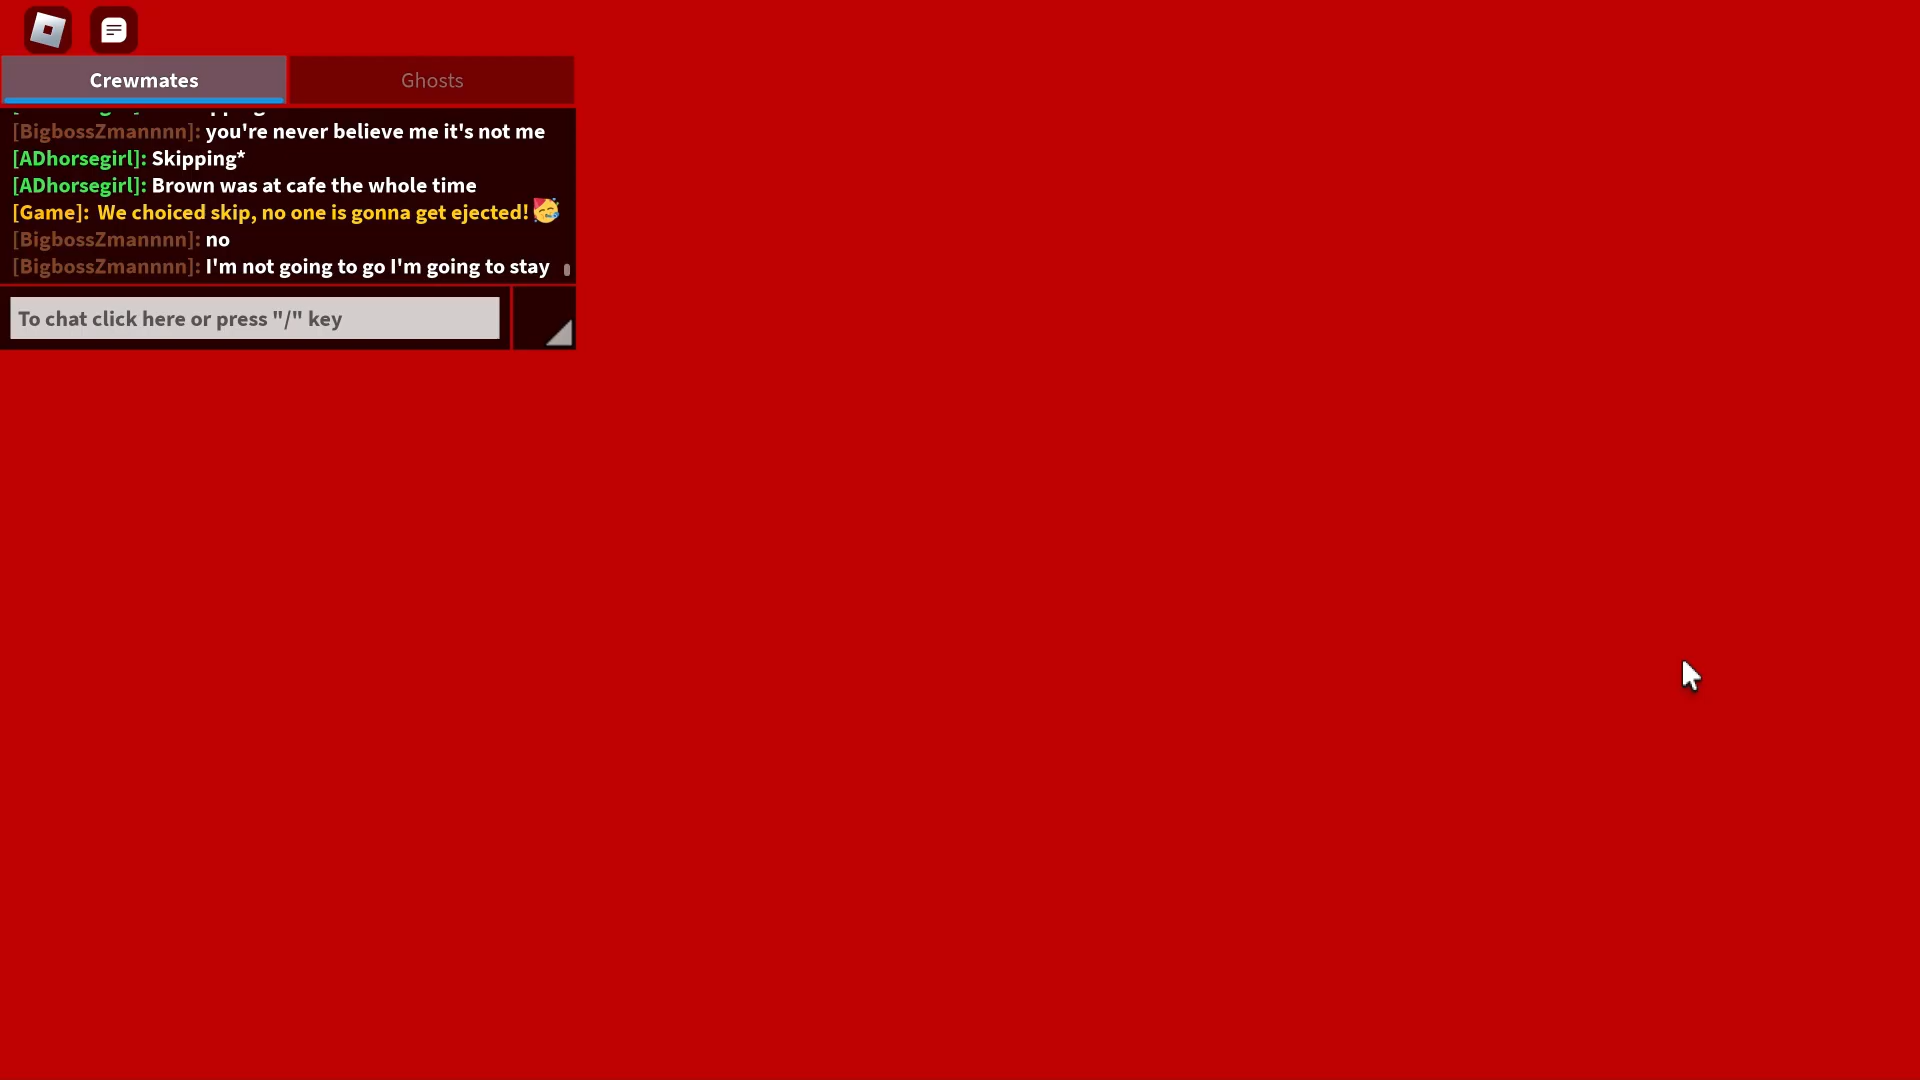 Crewmates
Ghosts
[BigbossZmannnn]: you're never believe me it's not me
[ADhorsegirl]: Skipping*
[ADhorsegirl]: Brown was at cafe the whole time
[Game]: We choiced skip, no one is gonna get ejected!🥳
[BigbossZmannnn]: no
[BigbossZmannnn]: I'm not going to go I'm going to stay
To chat click here or press "/" key